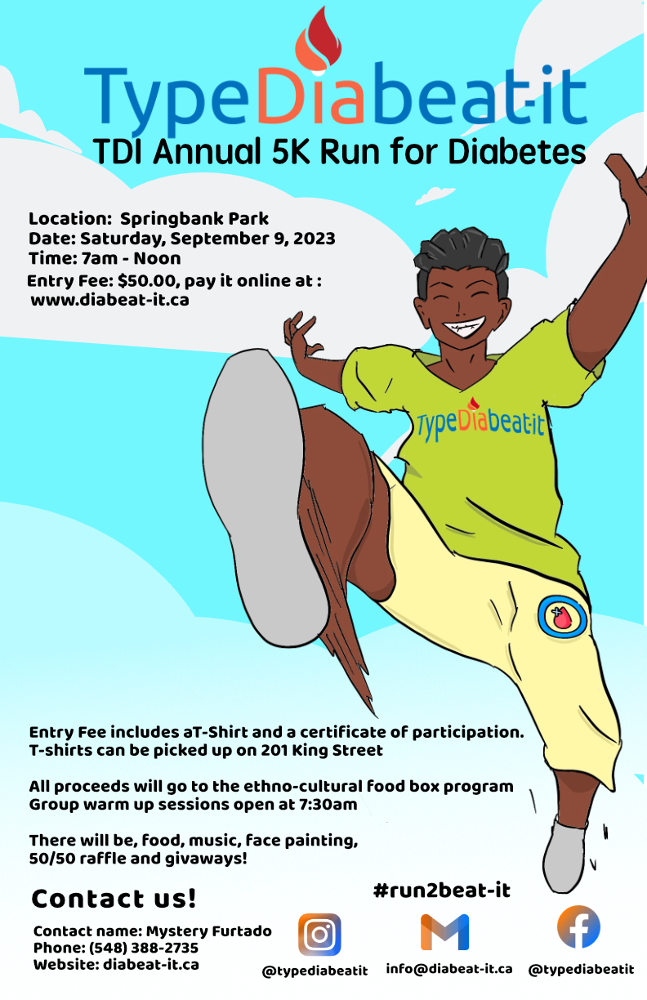 TypeDiabeat-it
TDI Annual 5K Run for Diabetes
Location:  Springbank Park
Date: Saturday, September 9, 2023
Time: 7am - Noon
Entry Fee: $50.00, pay it online at :
www.diabeat-it.ca
TypeDiabeat-it
Entry Fee includes aT-Shirt and a certificate of participation.
T-shirts can be picked up on 201 King Street
All proceeds will go to the ethno-cultural food box program
Group warm up sessions open at 7:30am
There will be, food, music, face painting,
50/50 raffle and givaways!
Contact us!
#run2beat-it
Contact name: Mystery Furtado
Phone: (548) 388-2735
Website: diabeat-it.ca
@typediabeatit
info@diabeat-it.ca
@typediabeatit